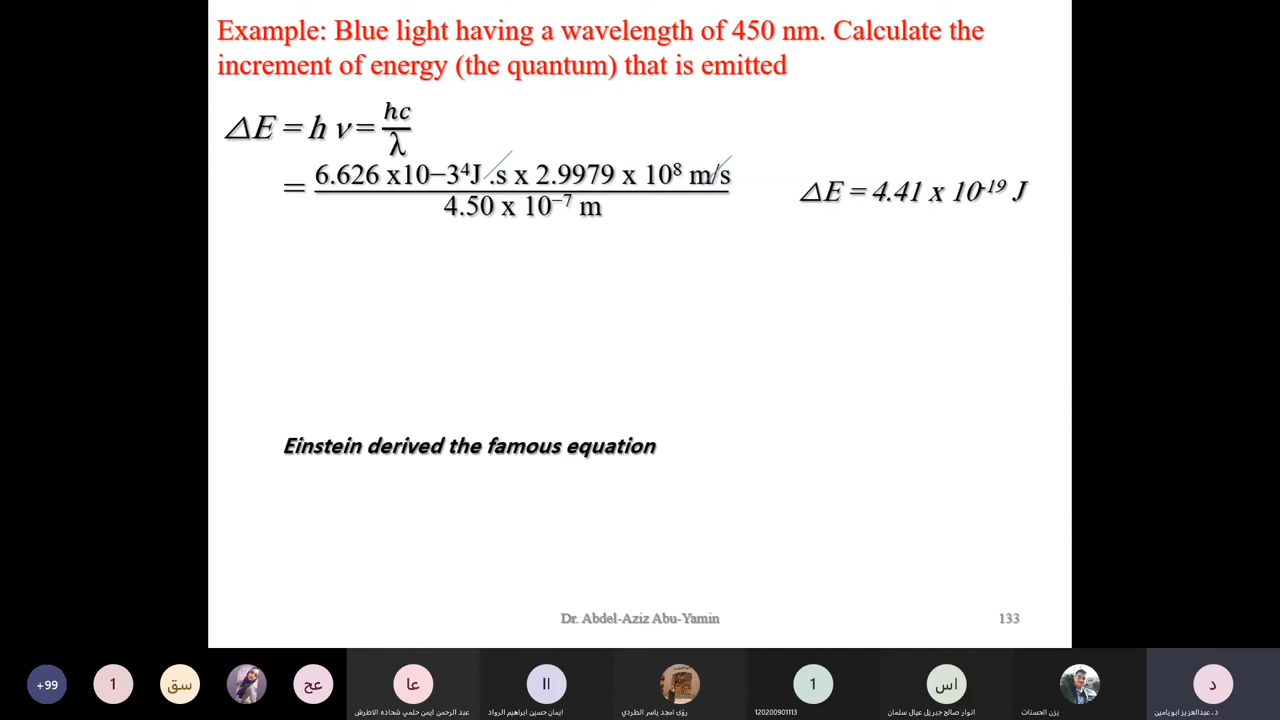 Example: Blue light having a wavelength of 450 nm. Calculate the
increment of energy (the quantum) that is emitted
△E = h ν = hc/λ
= 6.626 x10−3⁴J .s x 2.9979 x 10⁸ m/s
4.50 x 10⁻⁷ m
△E = 4.41 x 10⁻¹⁹ J
Einstein derived the famous equation
Dr. Abdel-Aziz Abu-Yamin
133
+99
1
سق
عح
عا
اا
1
اس
د
عبد الرحمن ايمن حلمي شحاده الاطرش
ايمان حسين ابراهيم الرواد
رؤى امجد ياسر الطردي
120200901113
انوار صالح جبريل عيال سلمان
يزن الحسنات
د. عبدالعزيز ابويامين